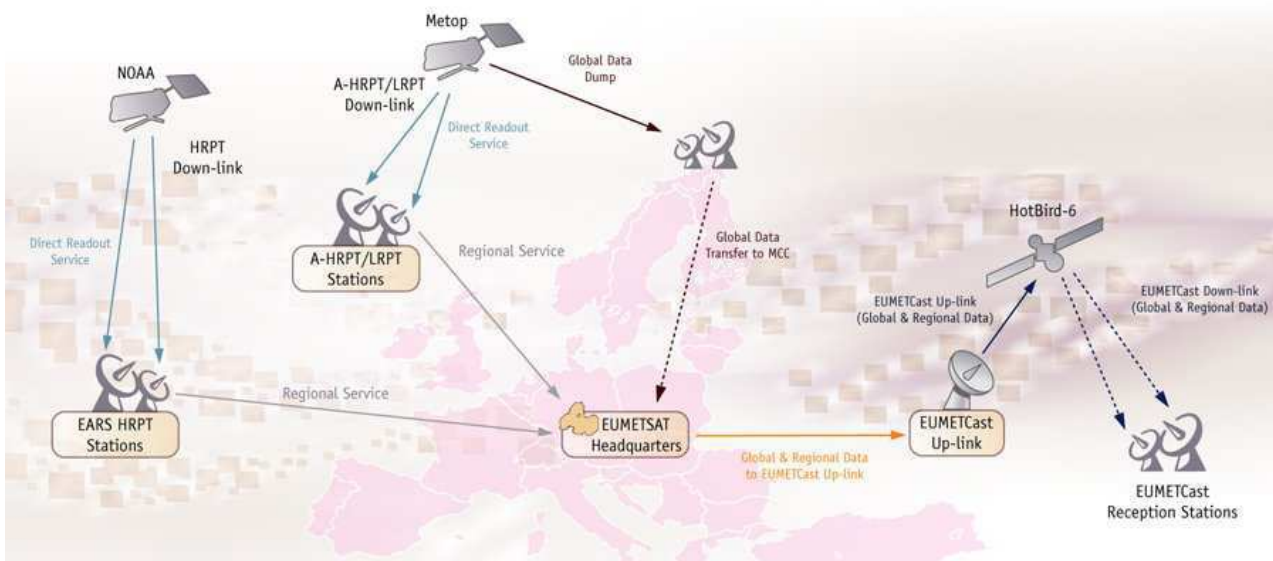 Metop
NOAA
Global Data
Dump
A-HRPT/LRPT
Down-link
Direct Readout
Service
HRPT
Down-link
HotBird-6
Direct Readout
Service
Regional Service
Global Data
Transfer to MCC
A-HRPT/LRPT
Stations
EUMETCast Up-link
(Global & Regional Data)
EUMETCast Down-link
(Global & Regional Data)
Regional Service
EARS HRPT
Stations
EUMETSAT
Headquarters
EUMETCast
Up-link
Global & Regional Data
to EUMETCast Up-link
EUMETCast
Reception Stations